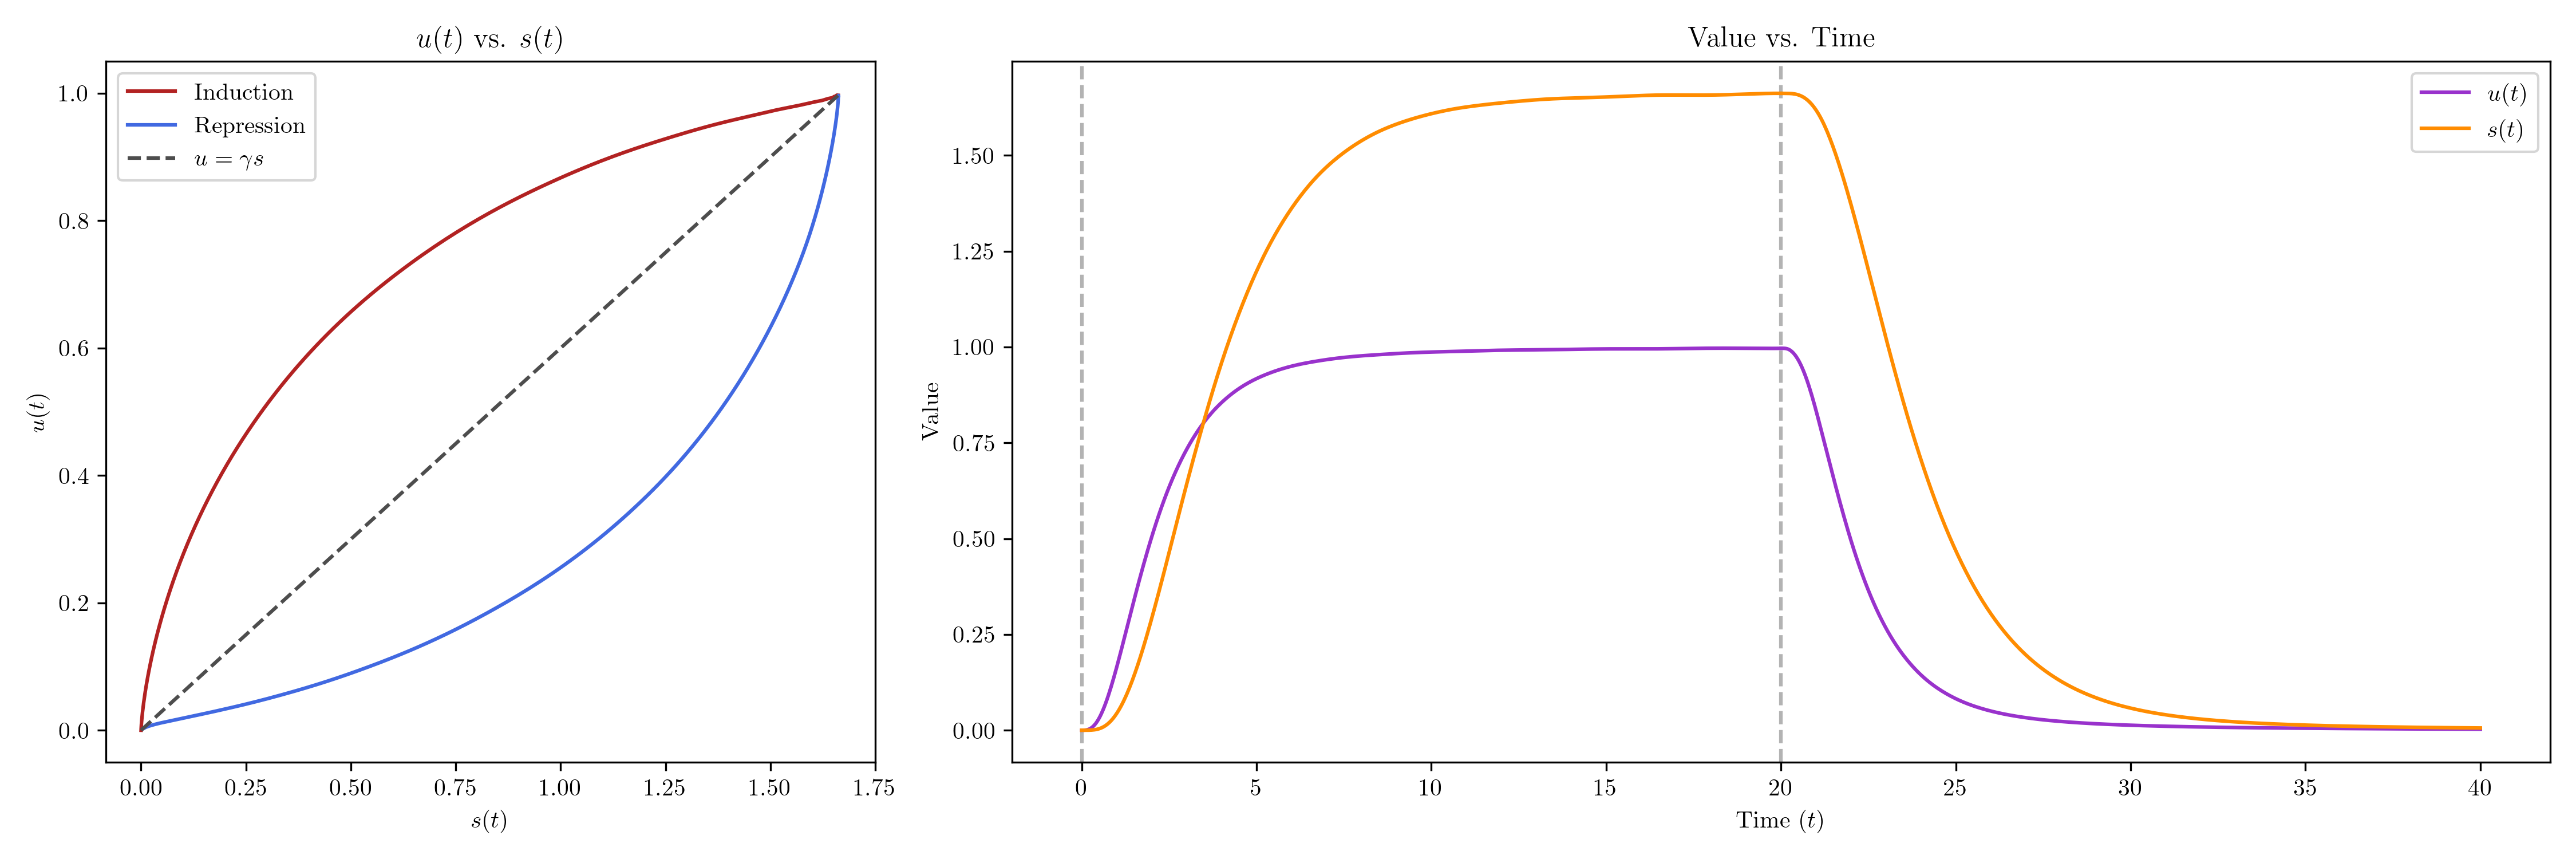 u(t) vs. s(t)
Induction
Repression
u = γs
1.0
0.8
0.6
0.4
0.2
0.0
u(t)
0.00 0.25 0.50 0.75 1.00 1.25 1.50 1.75
s(t)
Value vs. Time
u(t)
s(t)
1.50
1.25
1.00
0.75
0.50
0.25
0.00
Value
0 5 10 15 20 25 30 35 40
Time (t)